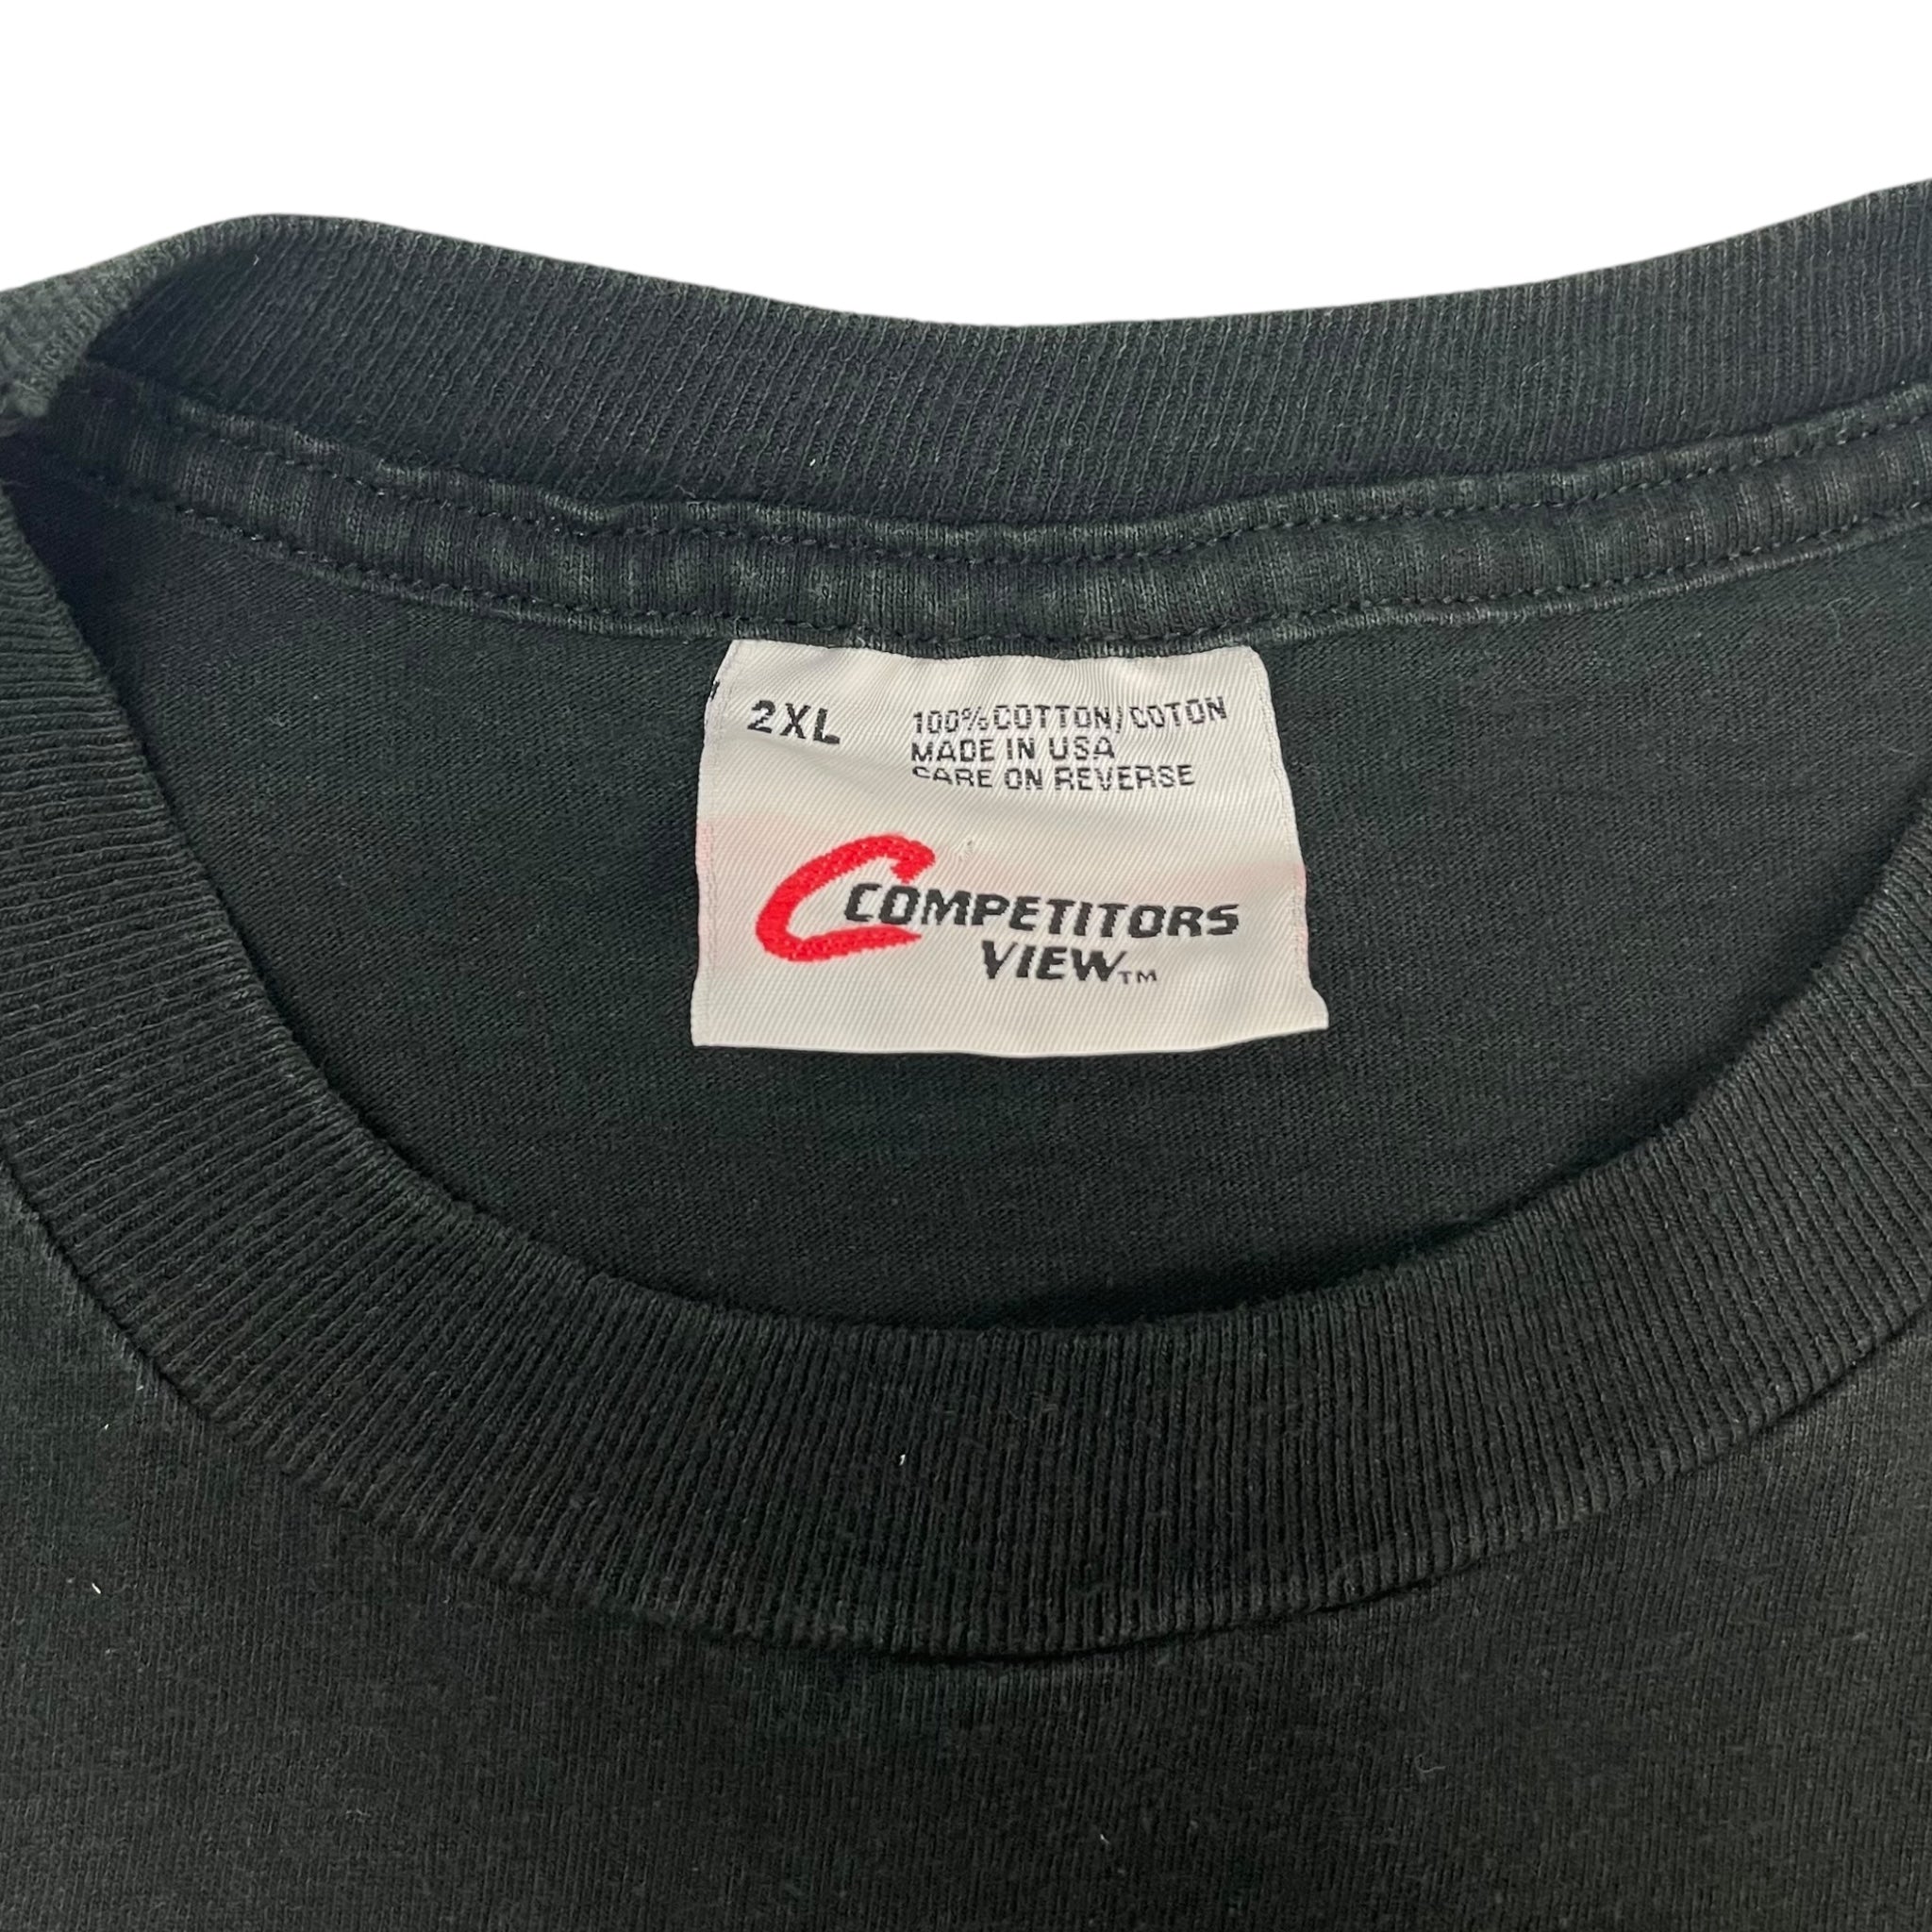 2XL
100% COTTON/COTON
MADE IN USA
CARE ON REVERSE
COMPETITORS
VIEW™